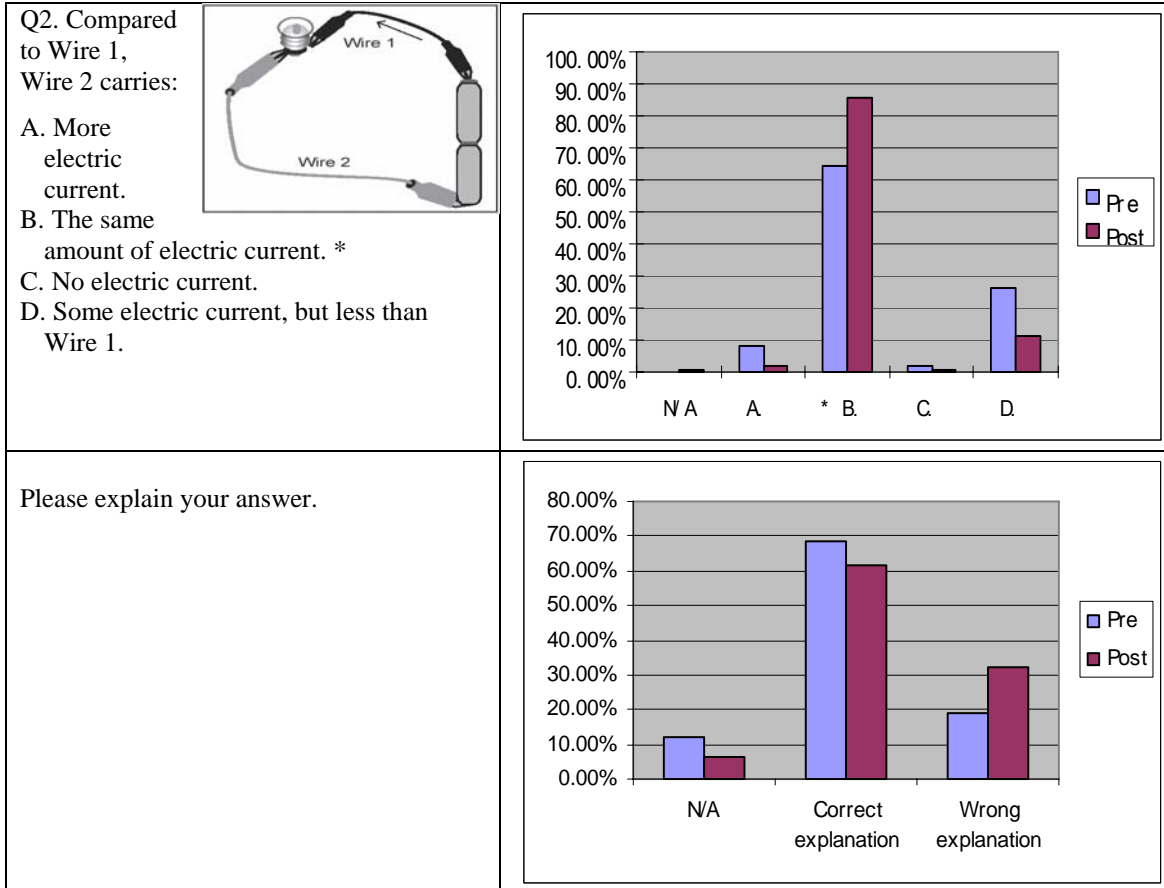 Q2. Compared
to Wire 1,
Wire 2 carries:
A. More
electric
current.
B. The same
amount of electric current. *
C. No electric current.
D. Some electric current, but less than
Wire 1.
Wire 1
Wire 2
100. 00%
90. 00%
80. 00%
70. 00%
60. 00%
50. 00%
40. 00%
30. 00%
20. 00%
10. 00%
0. 00%
N/ A
A.
* B.
C.
D.
Pre
Post
Please explain your answer.
80.00%
70.00%
60.00%
50.00%
40.00%
30.00%
20.00%
10.00%
0.00%
N/A
Correct
explanation
Wrong
explanation
Pre
Post